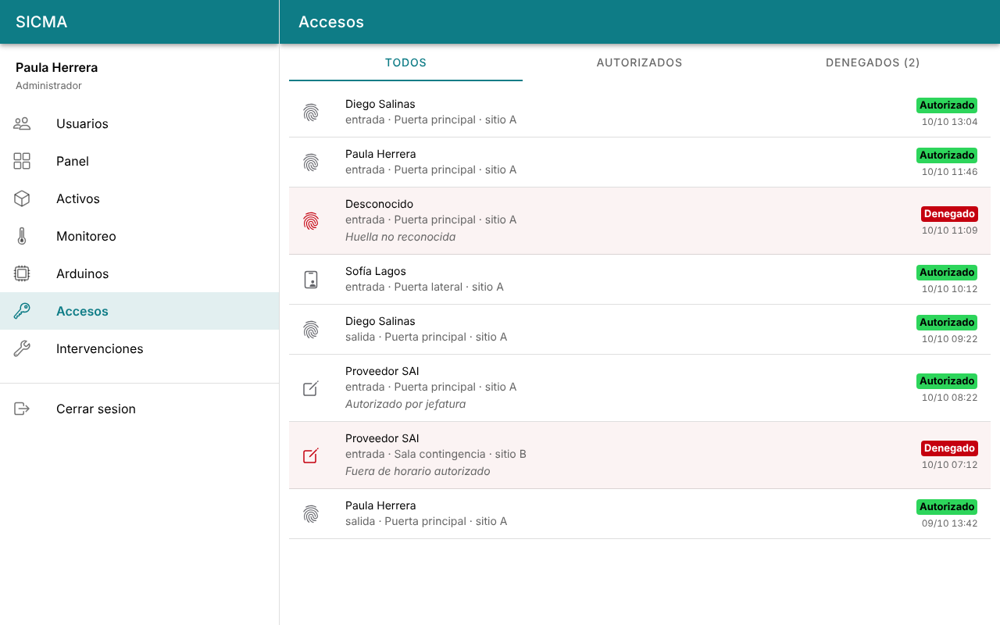 SICMA
Paula Herrera
Administrador
Usuarios
Panel
Activos
Monitoreo
Arduinos
Accesos
Intervenciones
Cerrar sesion
Accesos
TODOS
AUTORIZADOS
DENEGADOS (2)
Diego Salinas
entrada · Puerta principal · sitio A
Autorizado
10/10 13:04
Paula Herrera
entrada · Puerta principal · sitio A
Autorizado
10/10 11:46
Desconocido
entrada · Puerta principal · sitio A
Huella no reconocida
Denegado
10/10 11:09
Sofía Lagos
entrada · Puerta lateral · sitio A
Autorizado
10/10 10:12
Diego Salinas
salida · Puerta principal · sitio A
Autorizado
10/10 09:22
Proveedor SAI
entrada · Puerta principal · sitio A
Autorizado por jefatura
Autorizado
10/10 08:22
Proveedor SAI
entrada · Sala contingencia · sitio B
Fuera de horario autorizado
Denegado
10/10 07:12
Paula Herrera
salida · Puerta principal · sitio A
Autorizado
09/10 13:42